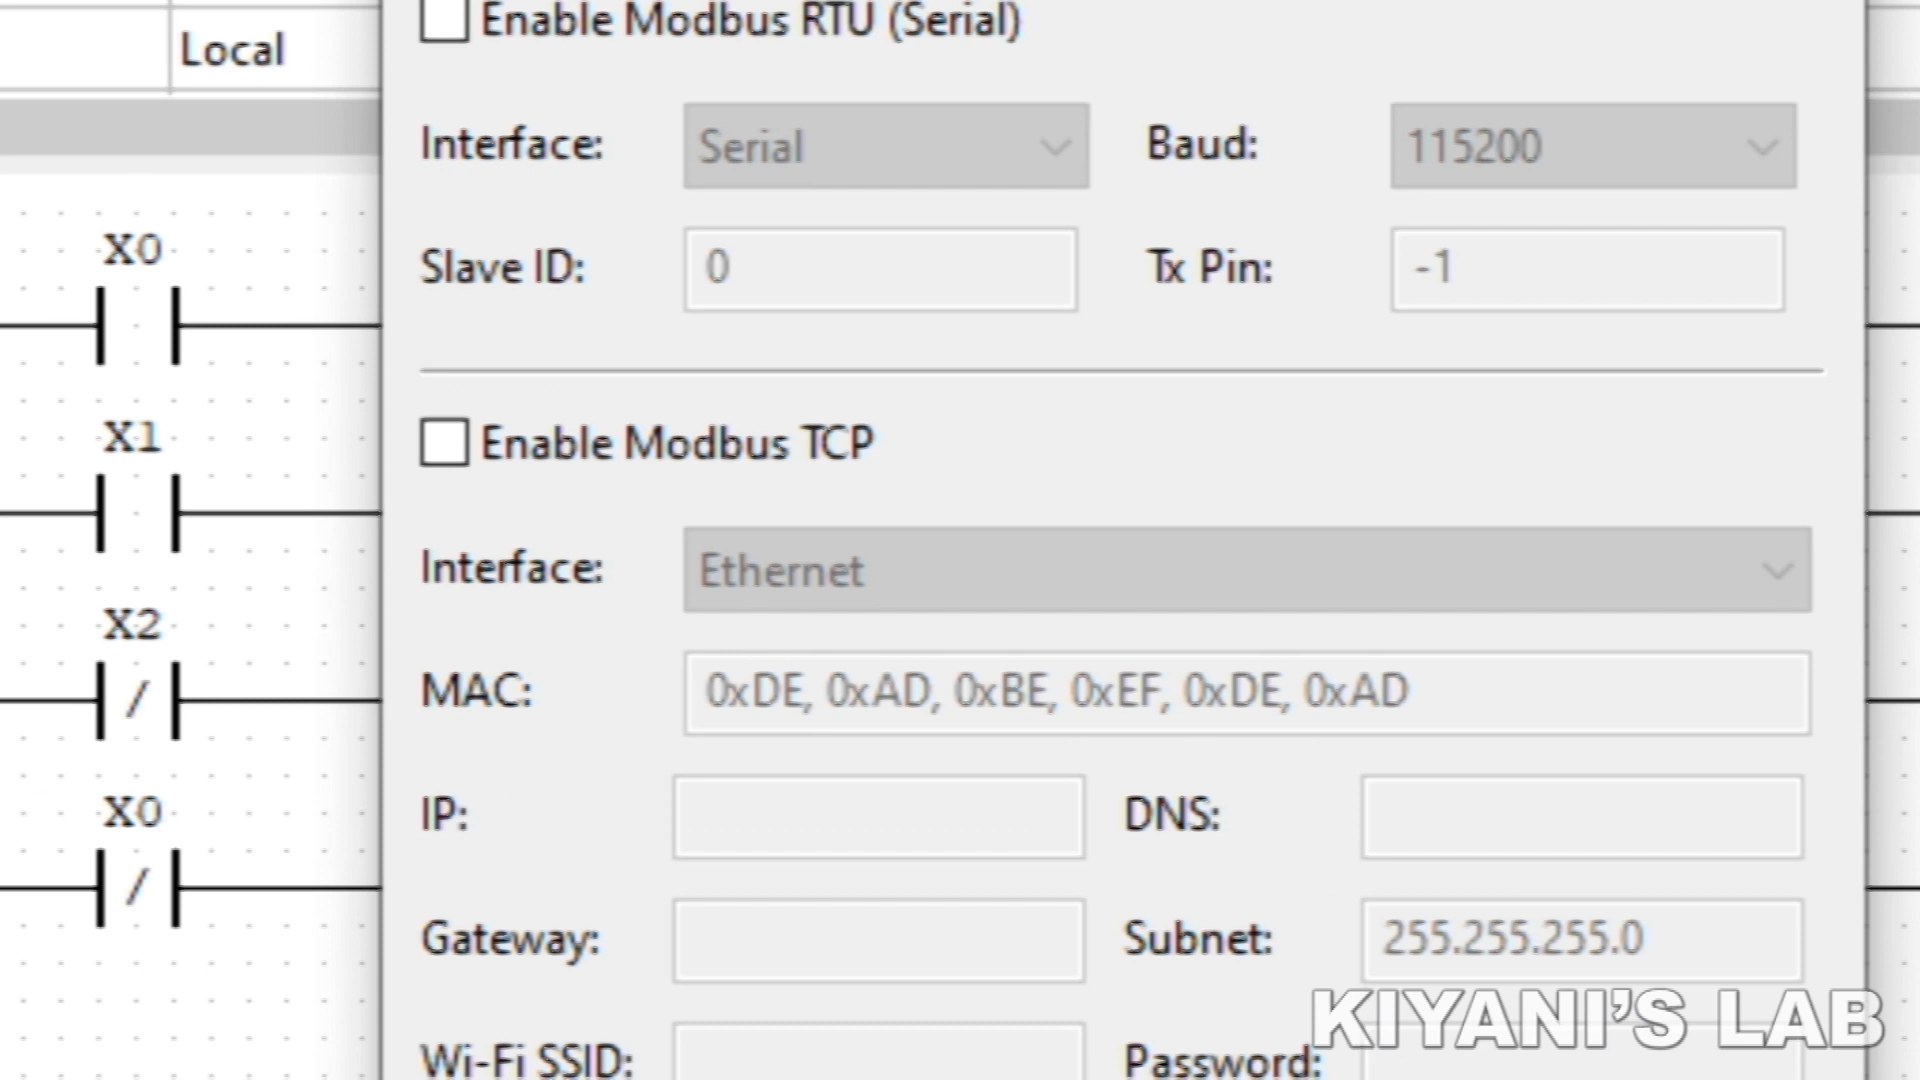 Enable Modbus RTU (Serial)
Local
Interface: Serial Baud: 115200
Slave ID: 0 Tx Pin: -1
Enable Modbus TCP
Interface: Ethernet
MAC: 0xDE, 0xAD, 0xBE, 0xEF, 0xDE, 0xAD
IP: DNS:
Gateway: Subnet: 255.255.255.0
Wi-Fi SSID: Password:
X0
X1
X2
X0
KIYANI'S LAB